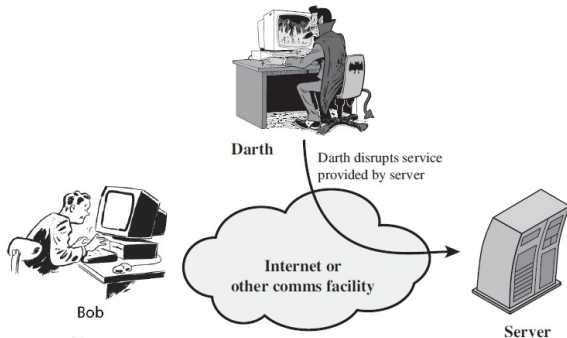 Darth
Darth disrupts service
provided by server
Internet or
other comms facility
Bob
Server